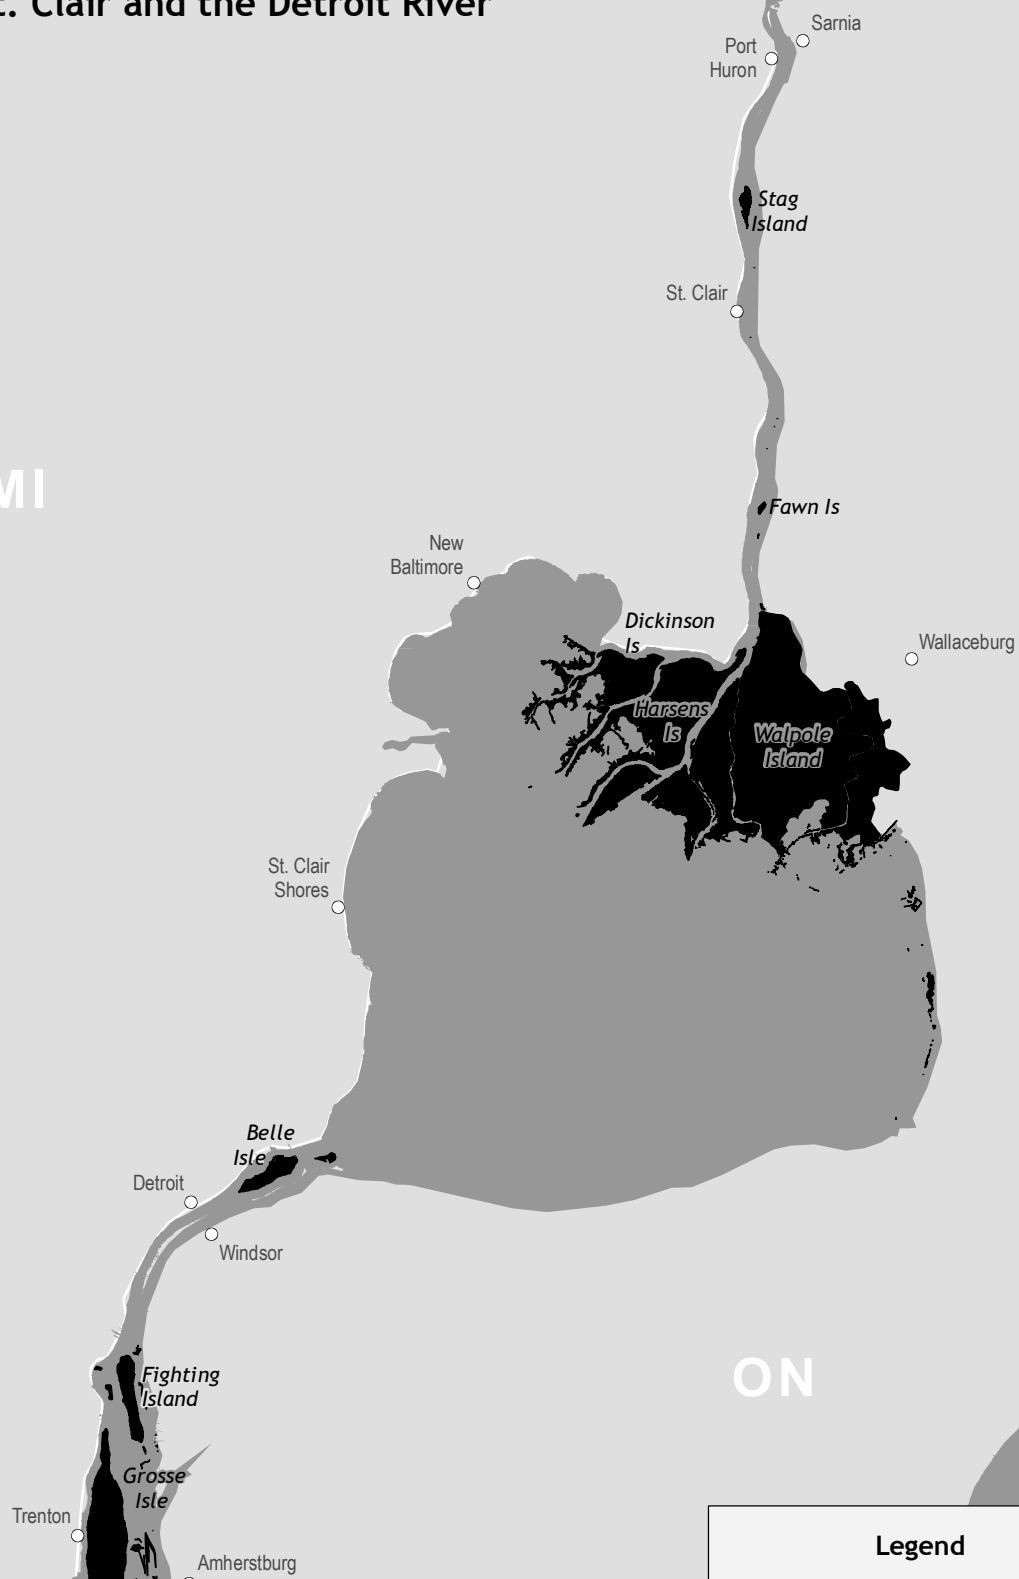 t. Clair and the Detroit River
Sarnia
Port
Huron
Stag
Island
St. Clair
MI
Fawn Is
New
Baltimore
Dickinson
Is
Wallaceburg
Harsens
Is
Walpole
Island
St. Clair
Shores
Belle
Isle
Detroit
Windsor
ON
Fighting
Island
Grosse
Isle
Trenton
Legend
Amherstburg